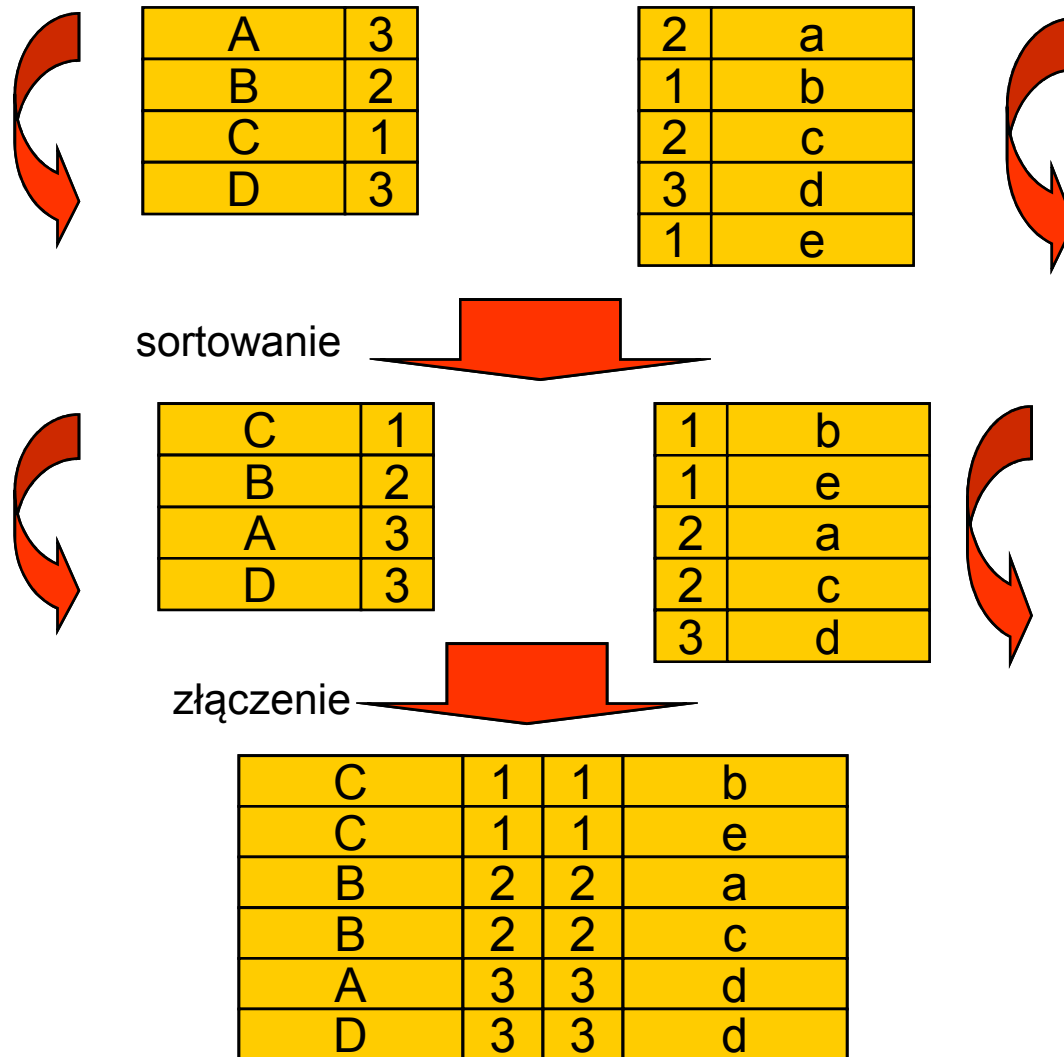 A 3
B 2
C 1
D 3
2 a
1 b
2 c
3 d
1 e
sortowanie
C 1
B 2
A 3
D 3
1 b
1 e
2 a
2 c
3 d
złączenie
C 1 1 b
C 1 1 e
B 2 2 a
B 2 2 c
A 3 3 d
D 3 3 d